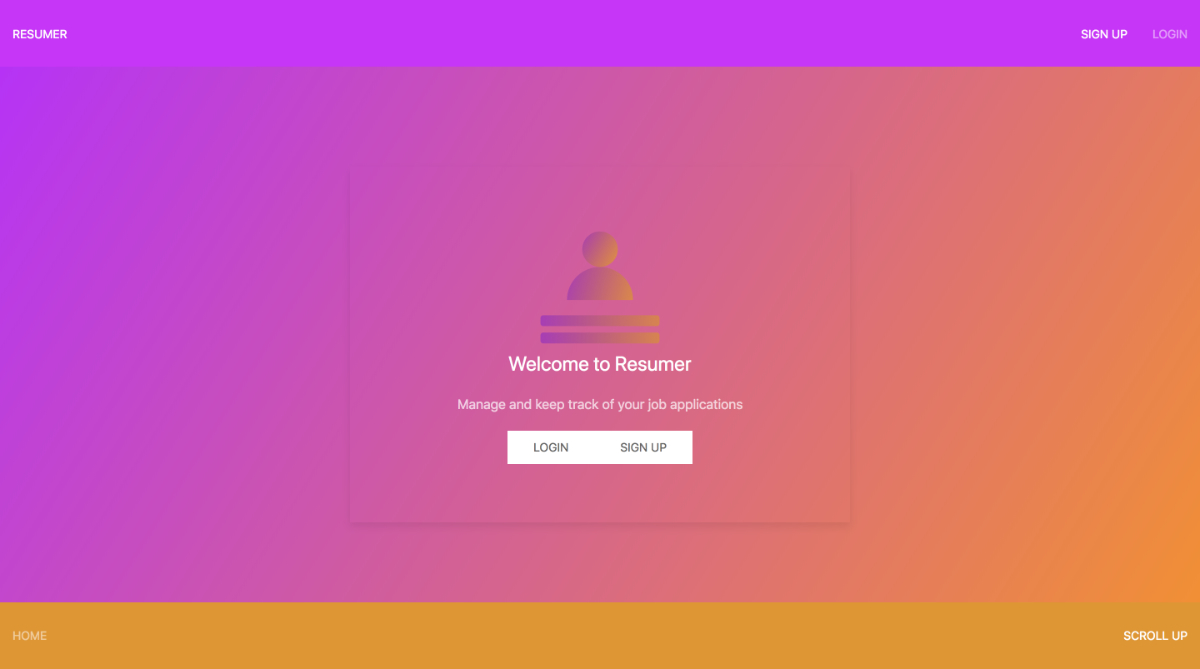 RESUMER
SIGN UP LOGIN
Welcome to Resumer
Manage and keep track of your job applications
LOGIN SIGN UP
HOME
SCROLL UP